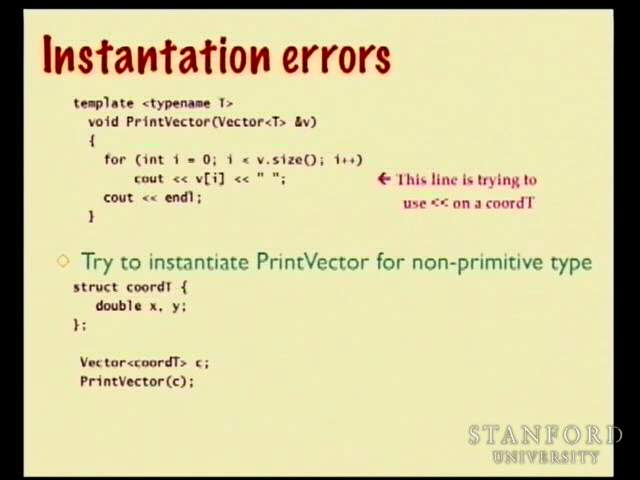 Instantation errors
template <typename T>
void PrintVector(Vector<T> &v)
{
for (int i = 0; i < v.size(); i++)
cout << v[i] << " ";
cout << endl;
}
← This line is trying to
use << on a coordT
Try to instantiate PrintVector for non-primitive type
struct coordT {
double x, y;
};
Vector<coordT> c;
PrintVector(c);
STANFORD
UNIVERSITY